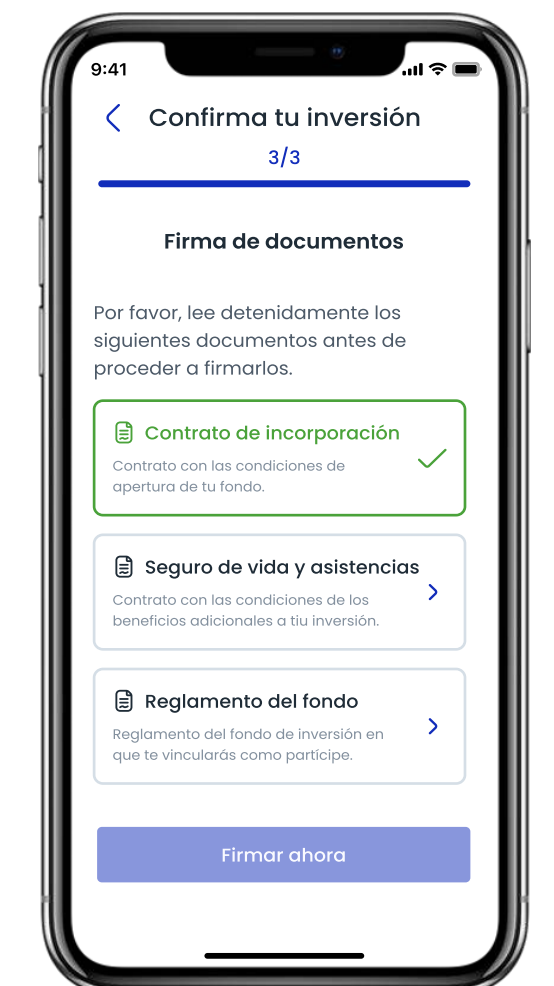 9:41
Confirma tu inversión
3/3
Firma de documentos
Por favor, lee detenidamente los
siguientes documentos antes de
proceder a firmarlos.
Contrato de incorporación
Contrato con las condiciones de
apertura de tu fondo.
Seguro de vida y asistencias
Contrato con las condiciones de los
beneficios adicionales a tiu inversión.
Reglamento del fondo
Reglamento del fondo de inversión en
que te vincularás como partícipe.
Firmar ahora